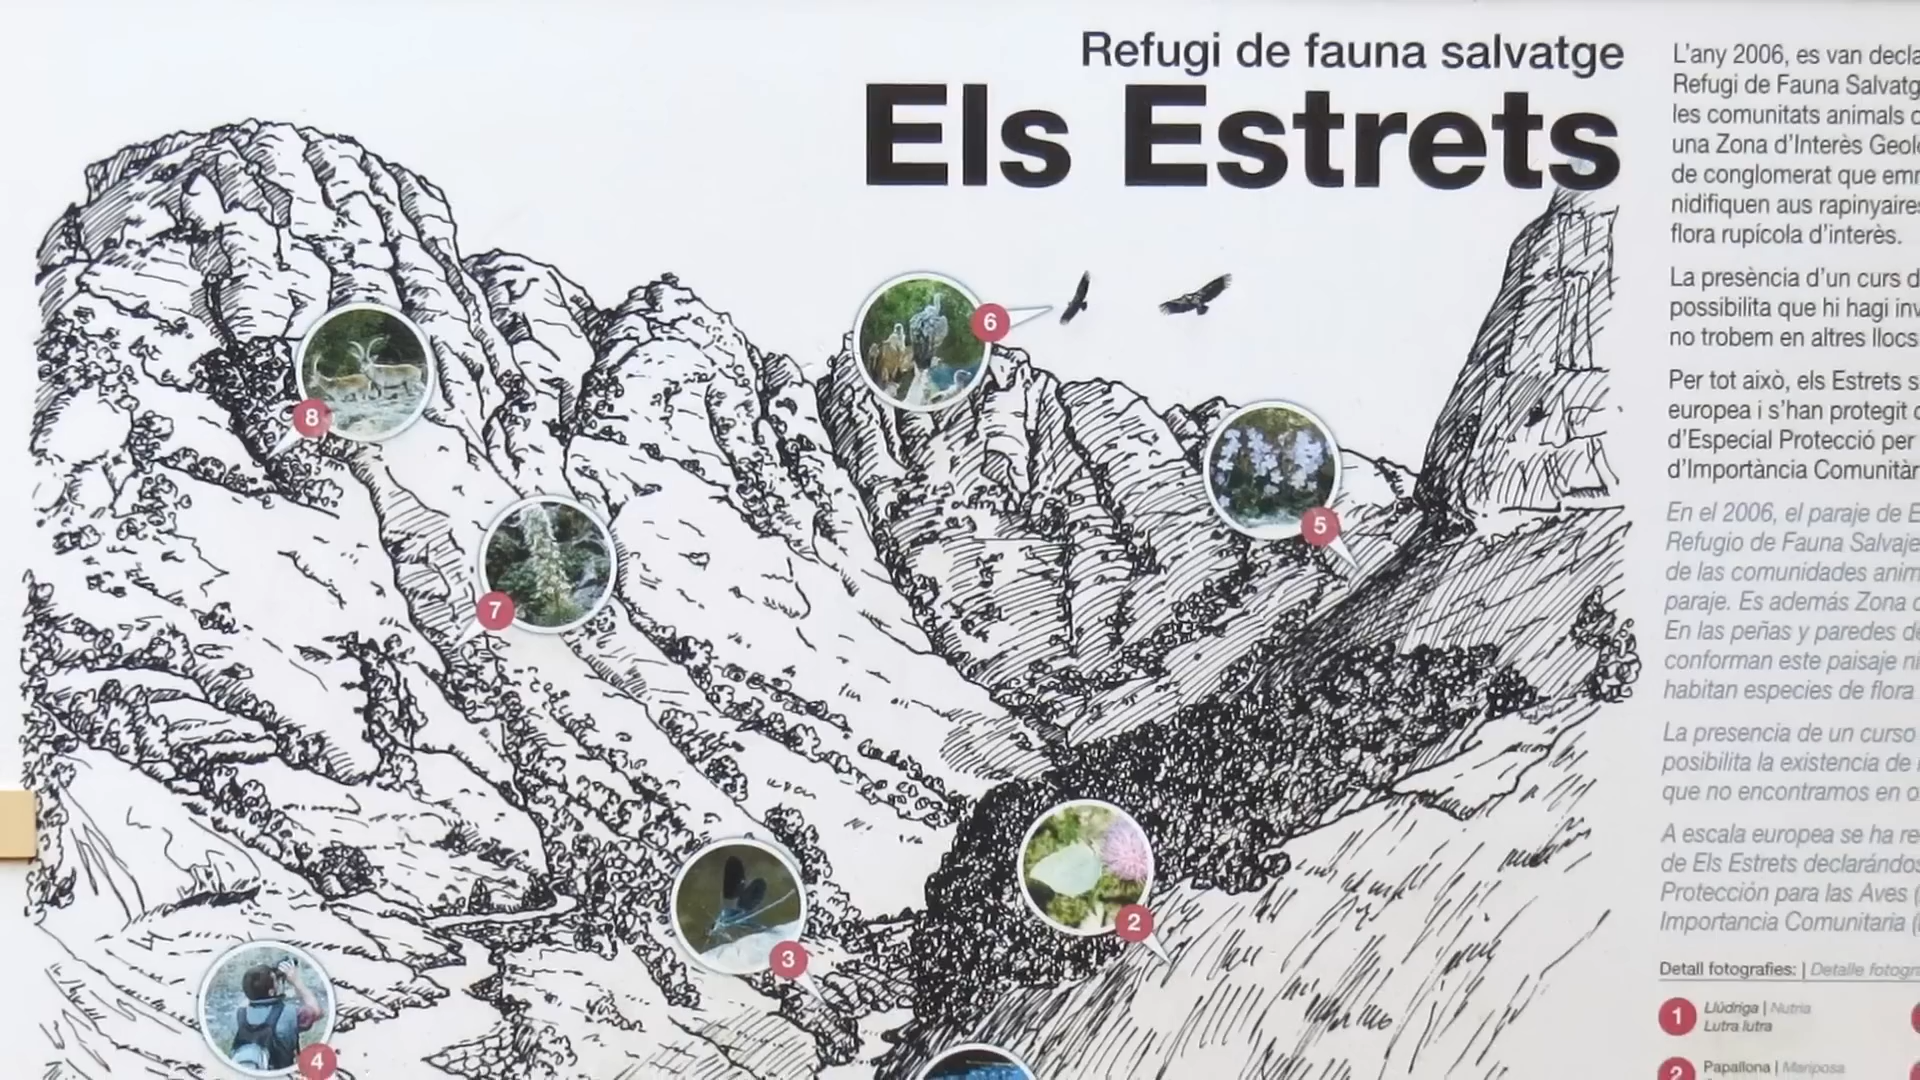 Refugi de fauna salvatge
Els Estrets
L'any 2006, es van decla
Refugi de Fauna Salvatg
les comunitats animals
una Zona d'Interès Geol
de conglomerat que em
nidifiquen aus rapinyaires
flora rupícola d'interès.
La presència d'un curs d
possibilita que hi hagi inv
no trobem en altres llocs
Per tot això, els Estrets s
europea i s'han protegit
d'Especial Protecció per
d'Importància Comunitàr
En el 2006, el paraje de E
Refugio de Fauna Salvaje
de las comunidades anim
paraje. Es además Zona
En las peñas y paredes de
conforman este paisaje ni
habitan especies de flora
La presencia de un curso
posibilita la existencia de
que no encontramos en o
A escala europea se ha re
de Els Estrets declarándos
Protección para las Aves (
Importancia Comunitaria (
Detall fotografies: | Detalle fotogra
1 Llúdriga | Nutria
Lutra lutra
2 Papallona | Mariposa
6
8
5
7
2
3
4